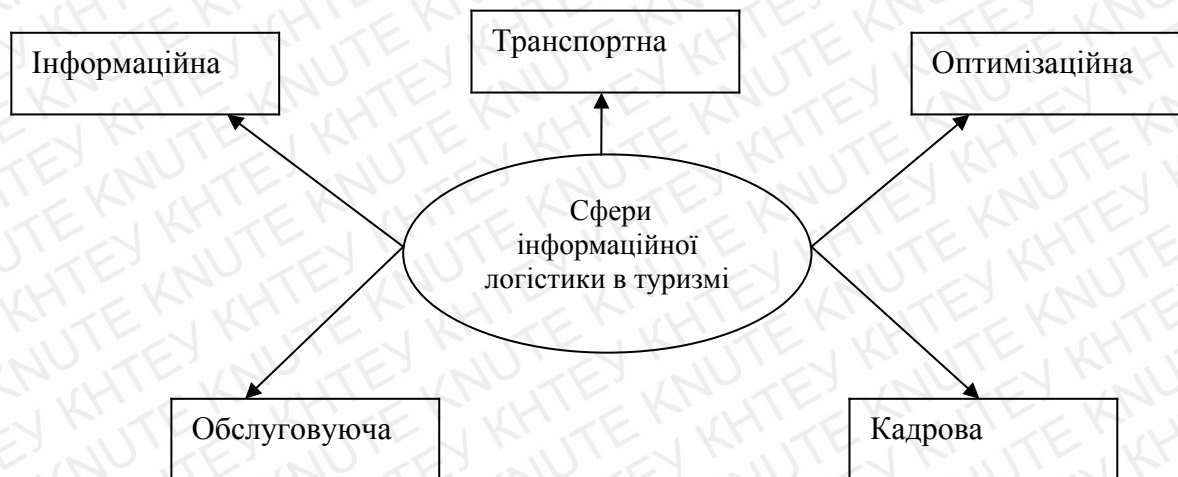 Інформаційна
Транспортна
Оптимізаційна
Сфери
інформаційної
логістики в туризмі
Обслуговуюча
Кадрова